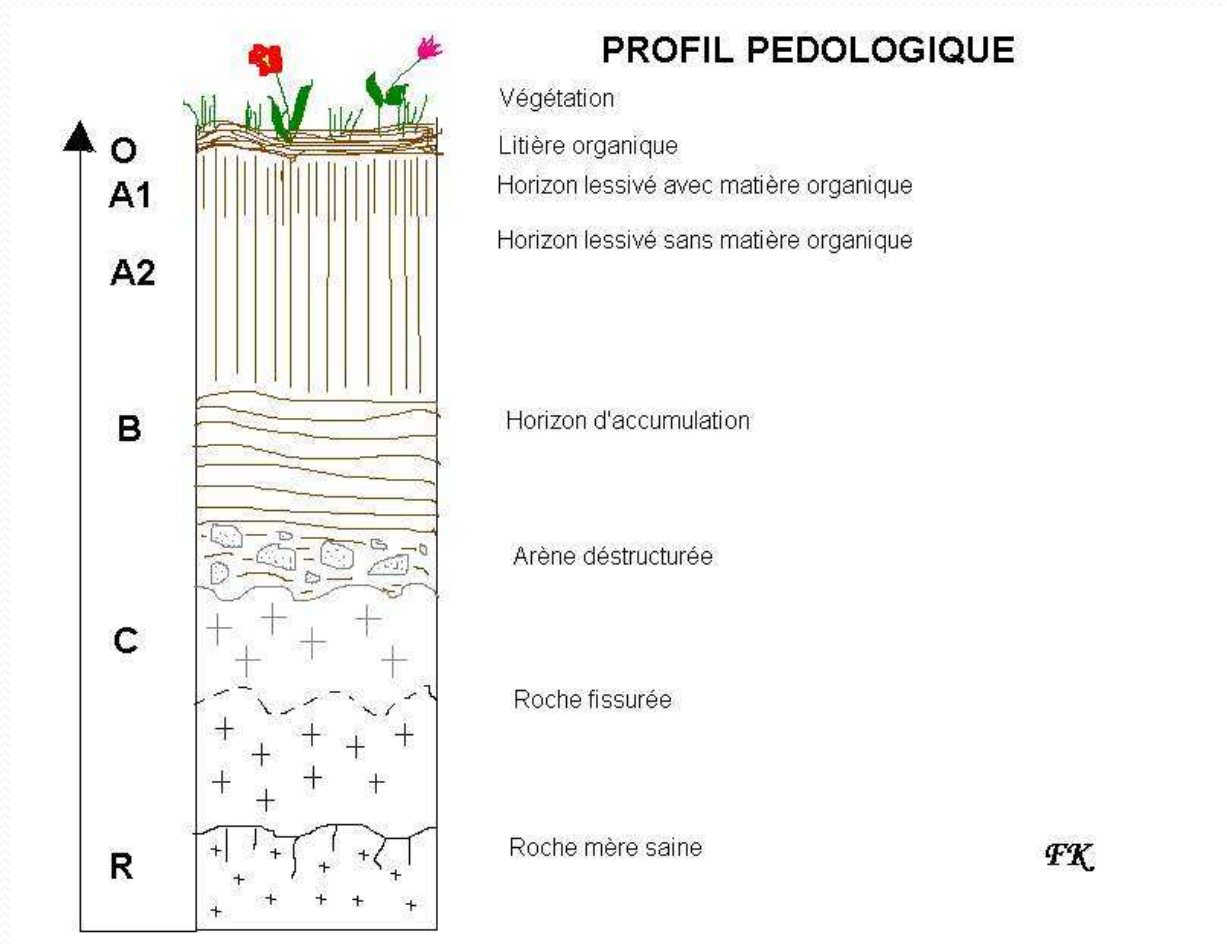 PROFIL PEDOLOGIQUE
Végétation
O Litière organique
A1 Horizon lessivé avec matière organique
A2 Horizon lessivé sans matière organique
B Horizon d'accumulation
Arène déstructurée
C
Roche fissurée
R Roche mère saine
FK